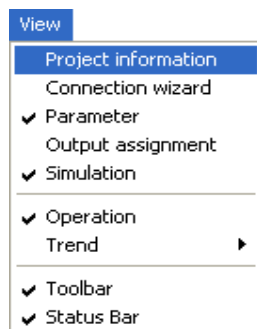 View
Project information
Connection wizard
Parameter
Output assignment
Simulation
Operation
Trend
Toolbar
Status Bar